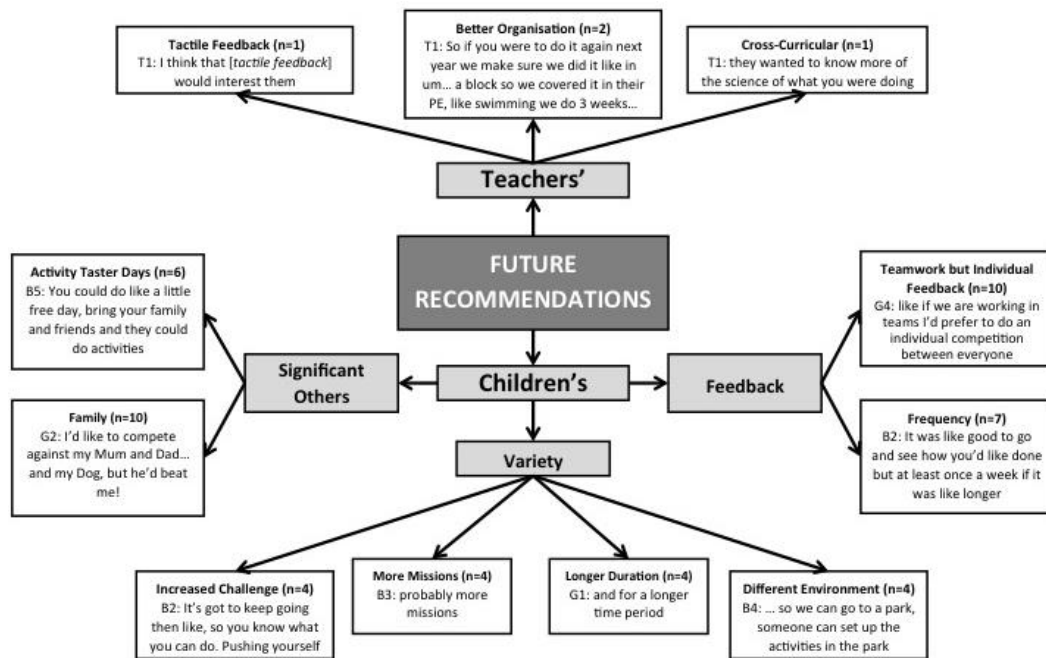 Tactile Feedback (n=1)
T1: I think that [tactile feedback]
would interest them
Better Organisation (n=2)
T1: So if you were to do it again next
year we make sure we did it like in
um... a block so we covered it in their
PE, like swimming we do 3 weeks...
Cross-Curricular (n=1)
T1: they wanted to know more of
the science of what you were doing
Teachers’
FUTURE
RECOMMENDATIONS
Activity Taster Days (n=6)
B5: You could do like a little
free day, bring your family
and friends and they could
do activities
Teamwork but Individual
Feedback (n=10)
G4: like if we are working in
teams I’d prefer to do an
individual competition
between everyone
Significant
Others
Children’s
Feedback
Family (n=10)
G2: I’d like to compete
against my Mum and Dad...
and my Dog, but he’d beat
me!
Frequency (n=7)
B2: It was like good to go
and see how you’d like done
but at least once a week if it
was like longer
Variety
Increased Challenge (n=4)
B2: It’s got to keep going
then like, so you know what
you can do. Pushing yourself
More Missions (n=4)
B3: probably more
missions
Longer Duration (n=4)
G1: and for a longer
time period
Different Environment (n=4)
B4: ... so we can go to a park,
someone can set up the
activities in the park